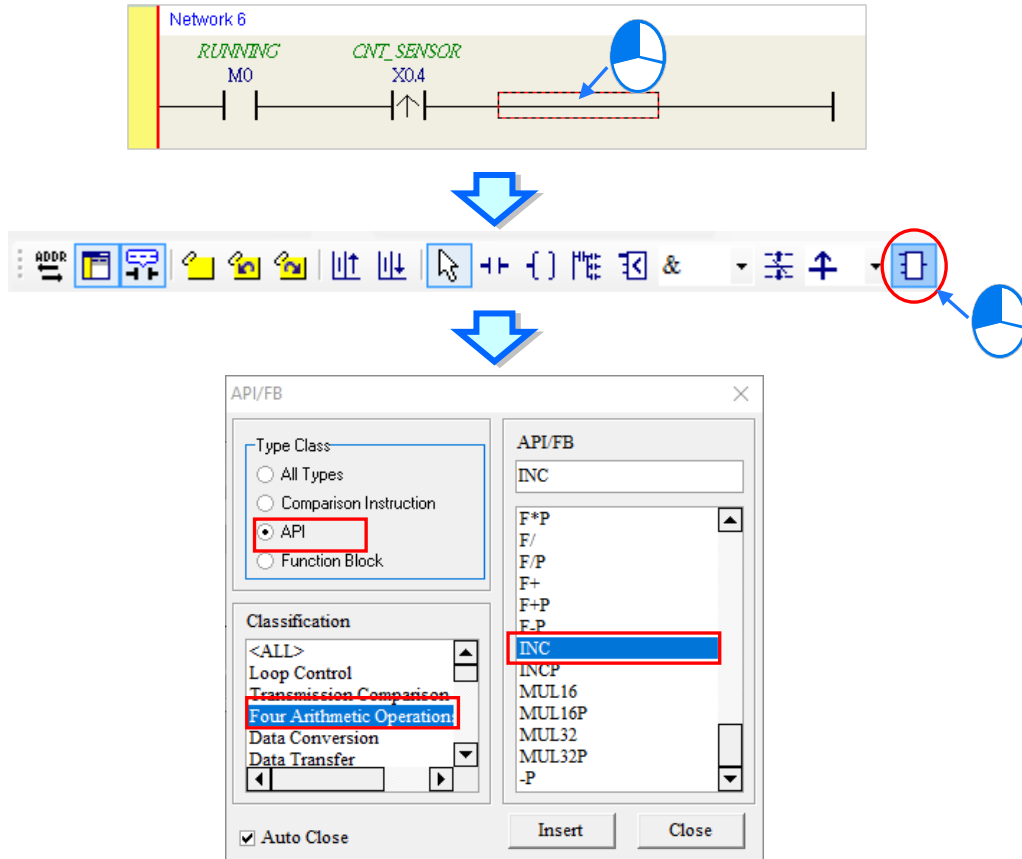 Network 6
RUNNING CNT_SENSOR
M0 X0.4
ADDR
&
API/FB
Type Class
All Types
Comparison Instruction
API
Function Block
Classification
<ALL>
Loop Control
Transmission Comparison
Four Arithmetic Operation
Data Conversion
Data Transfer
Auto Close
API/FB
INC
F*P
F/
F/P
F+
F+P
F-P
INC
INCP
MUL16
MUL16P
MUL32
MUL32P
-P
Insert Close